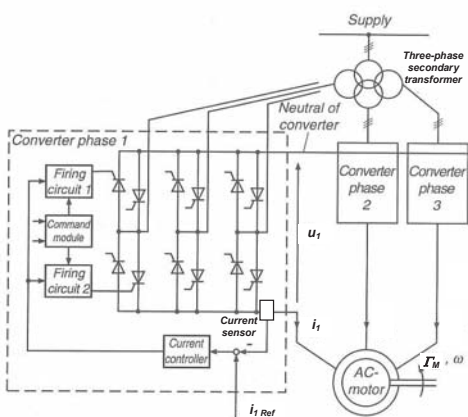 Supply
Three-phase
secondary
transformer
Neutral of
converter
Converter phase 1
Firing
circuit 1
Command
module
Firing
circuit 2
Converter
phase
2
Converter
phase
3
u1
Current
sensor
i1
Current
controller
-
i1 Ref
AC-
motor
ΓM , ω